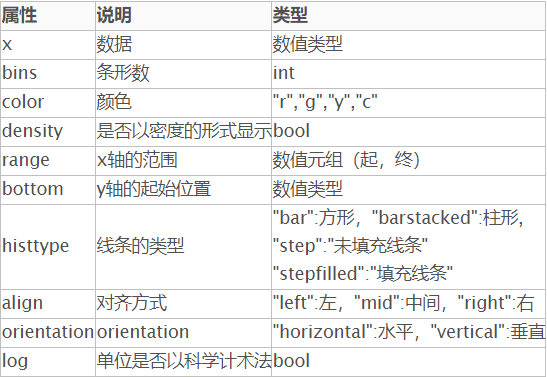 属性 说明 类型
x 数据 数值类型
bins 条形数 int
color 颜色 "r","g","y","c"
density 是否以密度的形式显示 bool
range x轴的范围 数值元组（起，终）
bottom y轴的起始位置 数值类型
histtype 线条的类型 "bar":方形，"barstacked":柱形,
"step":"未填充线条"
"stepfilled":"填充线条"
align 对齐方式 "left":左，"mid":中间，"right":右
orientation orientation "horizontal":水平，"vertical":垂直
log 单位是否以科学计术法 bool